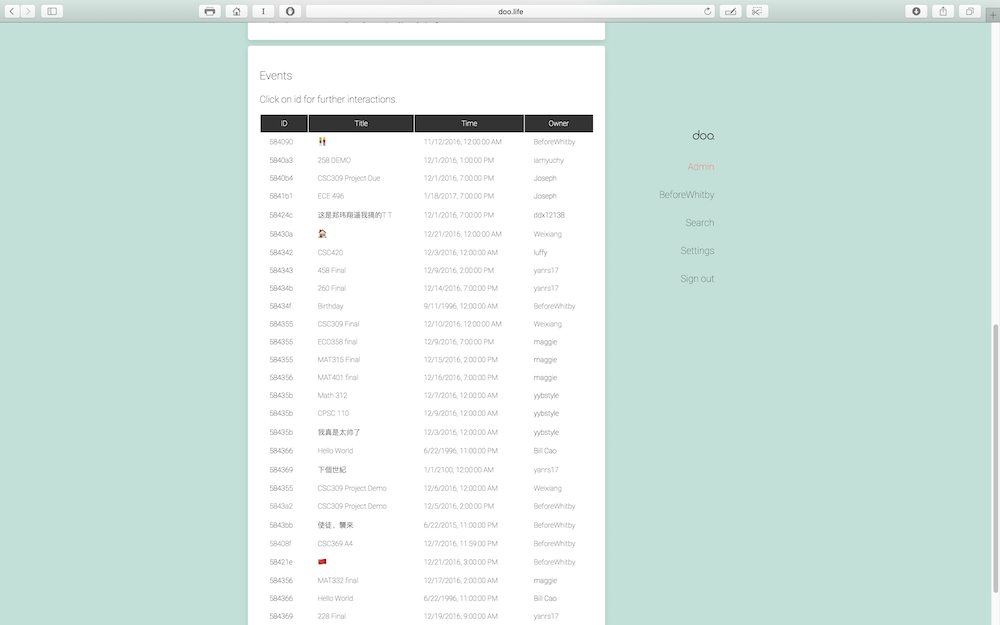 doo.life
Events
Click on id for further interactions.
ID Title Time Owner
584090 11/12/2016, 12:00:00 AM BeforeWhitby
5840a3 258 DEMO 12/1/2016, 1:00:00 PM iamyuchy
5840b4 CSC309 Project Due 12/1/2016, 7:00:00 PM Joseph
5841b1 ECE 496 1/18/2017, 7:00:00 PM Joseph
58424c 这是郑玮翔逼我搞的T T 12/1/2016, 7:00:00 PM ddx12138
58430a 12/21/2016, 12:00:00 AM Weixiang
584342 CSC420 12/3/2016, 12:00:00 AM luffy
584343 458 Final 12/9/2016, 2:00:00 PM yanrs17
58434b 260 Final 12/14/2016, 7:00:00 PM yanrs17
58434f Birthday 9/11/1996, 12:00:00 AM BeforeWhitby
584355 CSC309 Final 12/10/2016, 12:00:00 AM Weixiang
584355 ECO358 final 12/9/2016, 7:00:00 PM maggie
584355 MAT315 Final 12/15/2016, 2:00:00 PM maggie
584356 MAT401 final 12/16/2016, 7:00:00 PM maggie
58435b Math 312 12/7/2016, 12:00:00 AM yybstyle
58435b CPSC 110 12/9/2016, 12:00:00 AM yybstyle
58435b 我真是太帅了 12/3/2016, 12:00:00 AM yybstyle
584366 Hello World 6/22/1996, 11:00:00 PM Bill Cao
584369 下個世紀 1/1/2100, 12:00:00 AM yanrs17
584355 CSC309 Project Demo 12/6/2016, 12:00:00 AM Weixiang
5843a2 CSC309 Project Demo 12/5/2016, 2:00:00 PM BeforeWhitby
5843bb 使徒、襲來 6/22/2015, 11:00:00 PM BeforeWhitby
58408f CSC369 A4 12/7/2016, 11:59:00 PM BeforeWhitby
58421e 12/21/2016, 3:00:00 PM BeforeWhitby
584356 MAT332 final 12/17/2016, 2:00:00 AM maggie
584366 Hello World 6/22/1996, 11:00:00 PM Bill Cao
584369 228 Final 12/19/2016, 9:00:00 AM yanrs17
doo.
Admin
BeforeWhitby
Search
Settings
Sign out